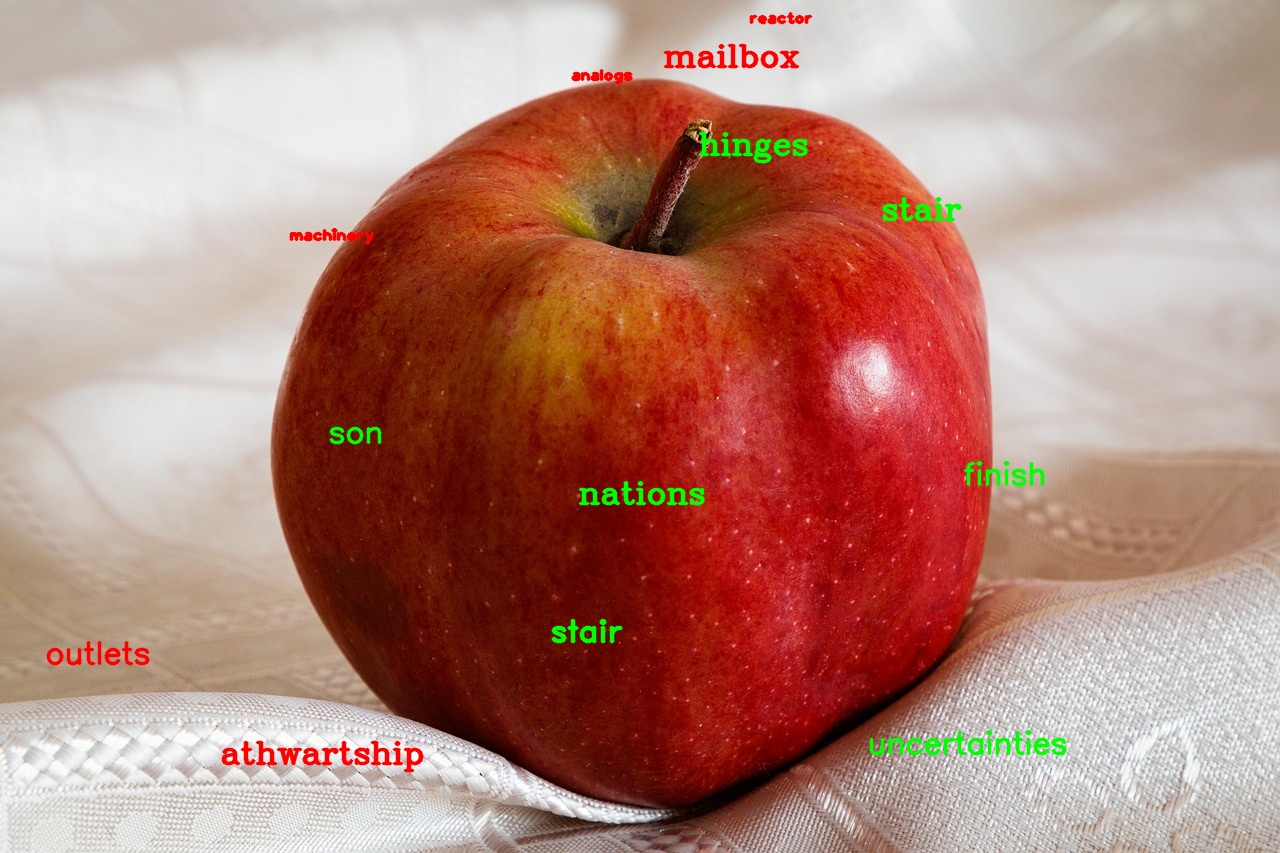 reactor
mailbox
analogs
hinges
stair
machinery
son
finish
nations
stair
outlets
uncertainties
athwartship